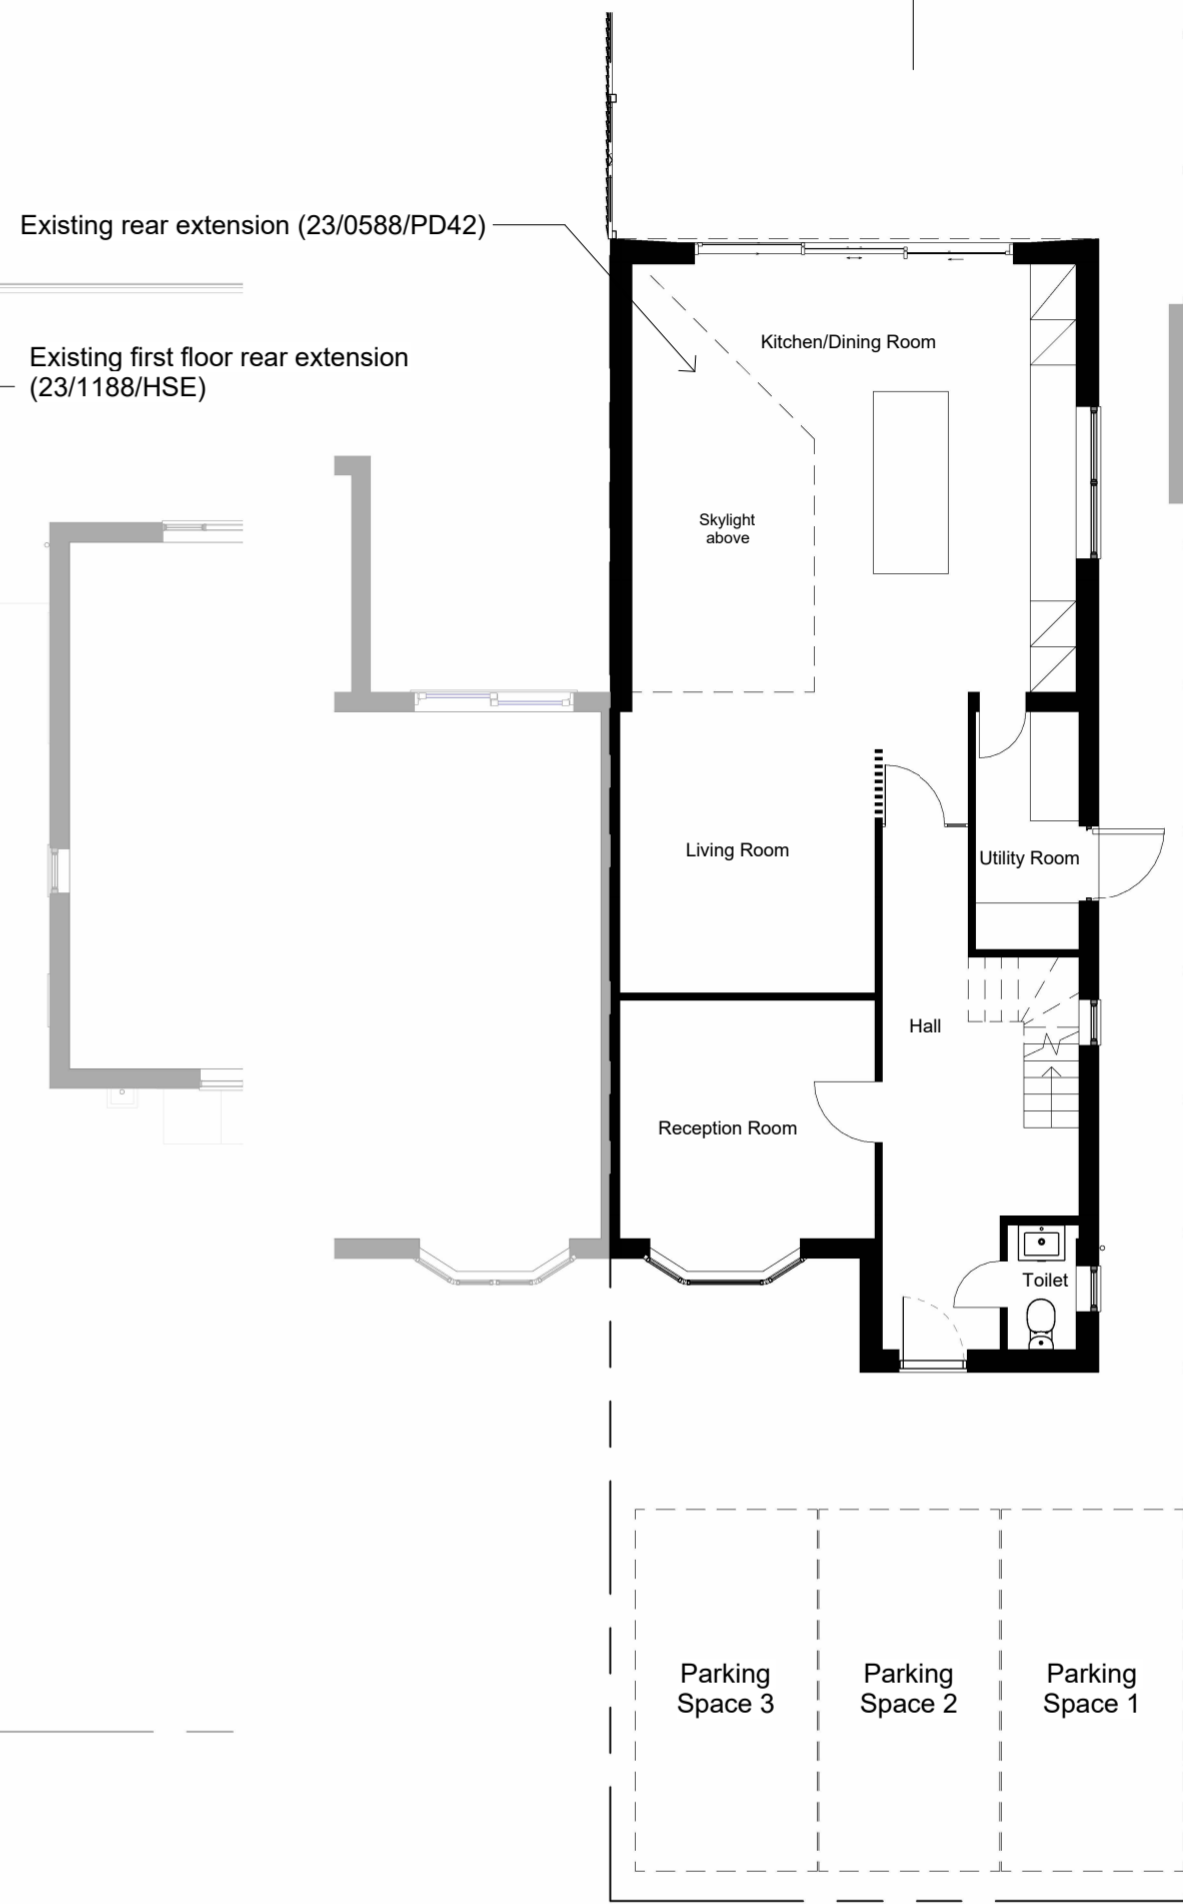 Existing rear extension (23/0588/PD42)
Existing first floor rear extension
(23/1188/HSE)
Kitchen/Dining Room
Skylight
above
Living Room
Utility Room
Hall
Reception Room
Toilet
Parking
Space 3
Parking
Space 2
Parking
Space 1